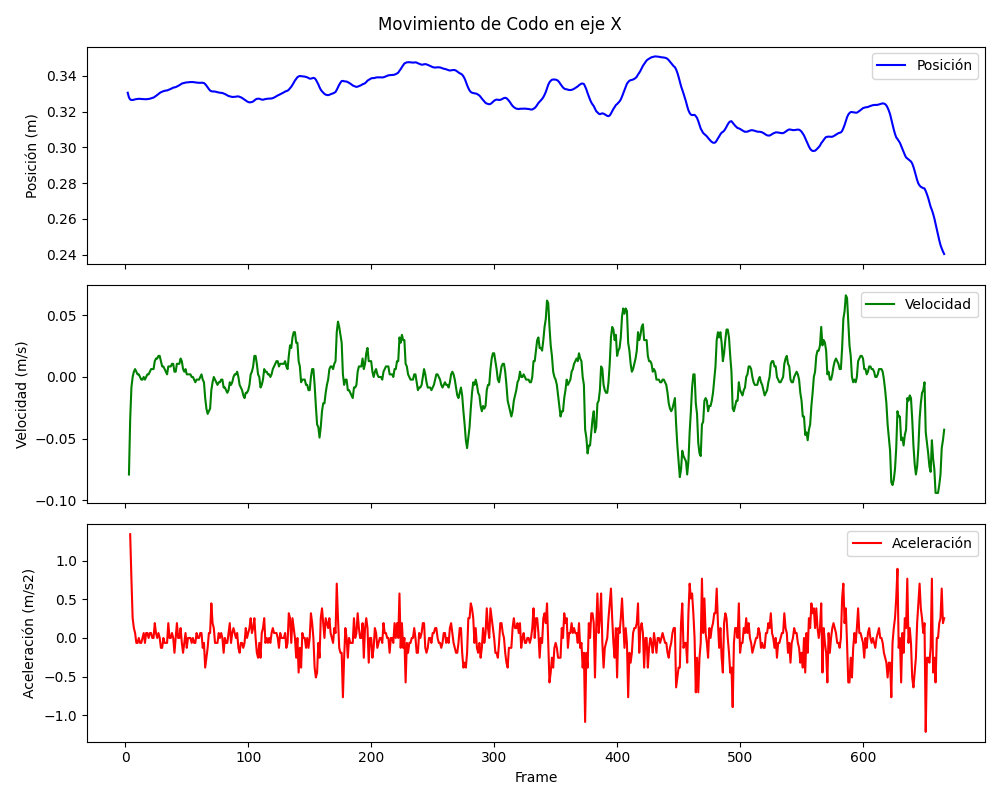 Movimiento de Codo en eje X
Posición (m)
0.34
0.32
0.30
0.28
0.26
0.24
Posición
Velocidad (m/s)
0.05
0.00
−0.05
−0.10
Velocidad
Aceleración (m/s2)
1.0
0.5
0.0
−0.5
−1.0
Aceleración
0 100 200 300 400 500 600
Frame